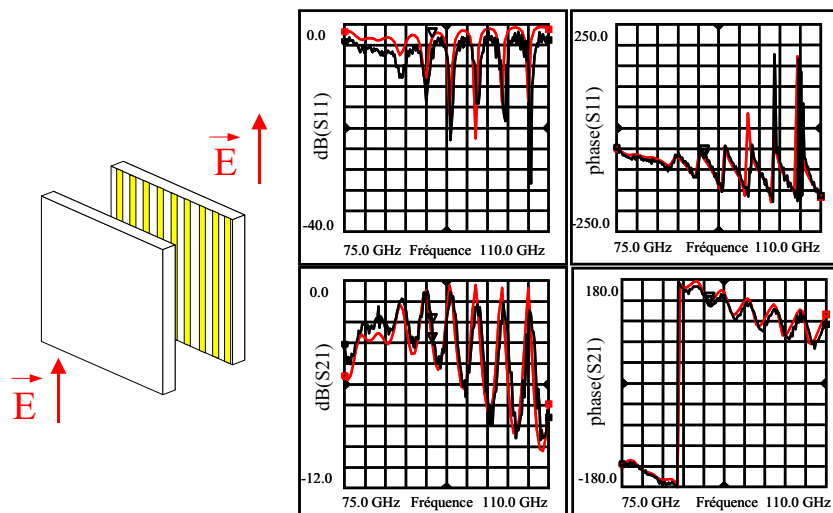 E
E
0.0
dB(S11)
-40.0
75.0 GHz Fréquence 110.0 GHz
250.0
phase(S11)
-250.0
75.0 GHz Fréquence 110.0 GHz
0.0
dB(S21)
-12.0
75.0 GHz Fréquence 110.0 GHz
180.0
phase(S21)
-180.0
75.0 GHz Fréquence 110.0 GHz